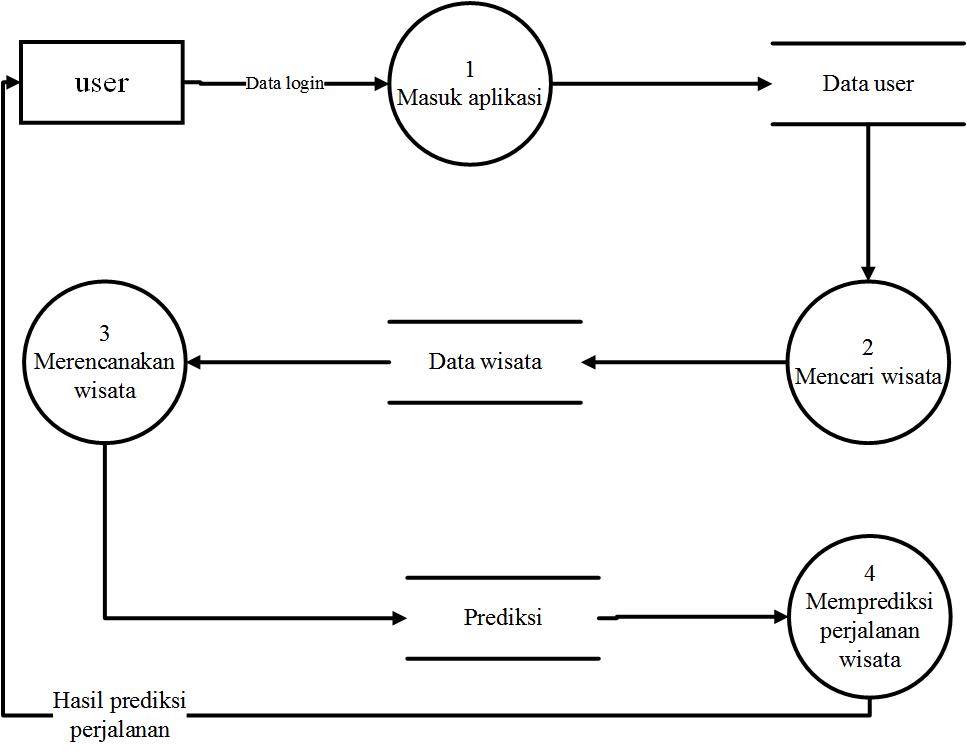 user
Data login
1
Masuk aplikasi
Data user
2
Mencari wisata
Data wisata
3
Merencanakan
wisata
Prediksi
4
Memprediksi
perjalanan
wisata
Hasil prediksi
perjalanan